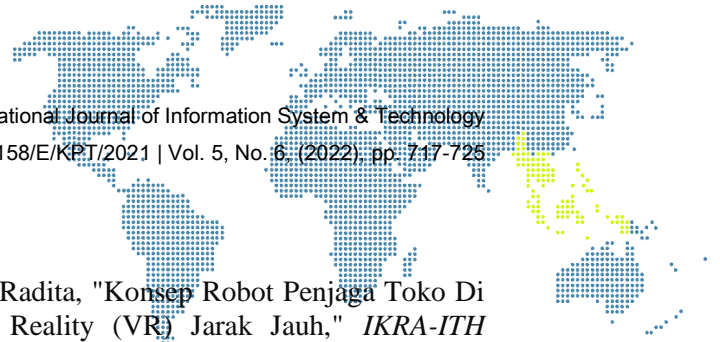 ational Journal of Information System & Technology
158/E/KPT/2021 | Vol. 5, No. 6, (2022), pp. 717-725
Radita, "Konsep Robot Penjaga Toko Di
Reality (VR) Jarak Jauh," IKRA-ITH